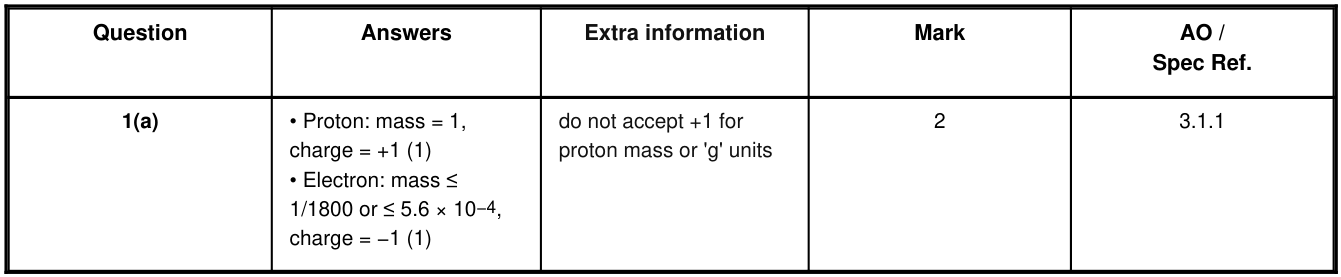 Question
Answers
Extra information
Mark
AO /
Spec Ref.
1(a)
• Proton: mass = 1,
charge = +1 (1)
• Electron: mass ≤
1/1800 or ≤ 5.6 × 10⁻⁴,
charge = −1 (1)
do not accept +1 for
proton mass or 'g' units
2
3.1.1